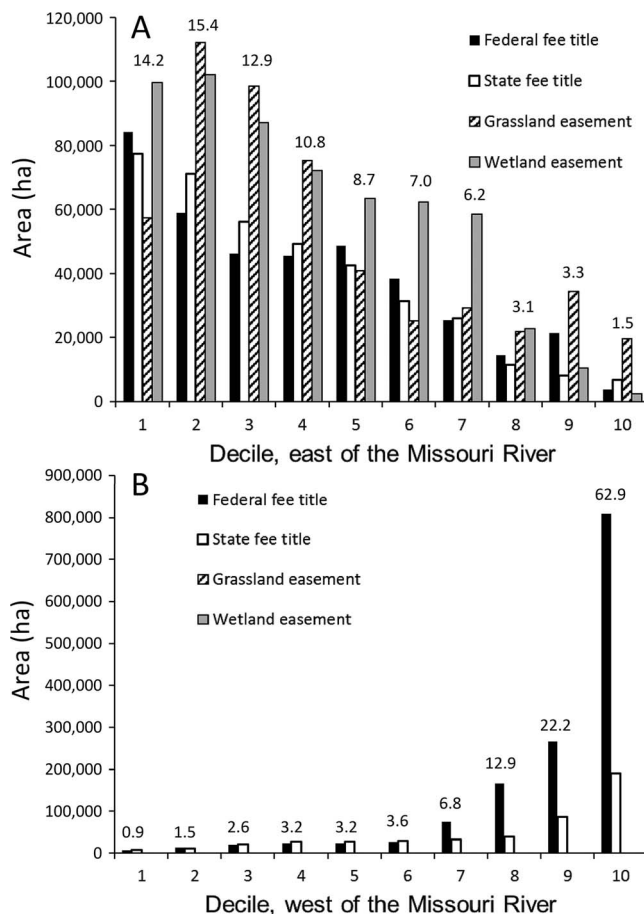 A
120,000
100,000
80,000
60,000
40,000
20,000
0
Area (ha)
14.2 15.4 12.9 10.8 8.7 7.0 6.2 3.1 3.3 1.5
Federal fee title
State fee title
Grassland easement
Wetland easement
1 2 3 4 5 6 7 8 9 10
Decile, east of the Missouri River
B
900,000
800,000
700,000
600,000
500,000
400,000
300,000
200,000
100,000
0
Area (ha)
Federal fee title
State fee title
Grassland easement
Wetland easement
0.9 1.5 2.6 3.2 3.2 3.6 6.8 12.9 22.2 62.9
1 2 3 4 5 6 7 8 9 10
Decile, west of the Missouri River